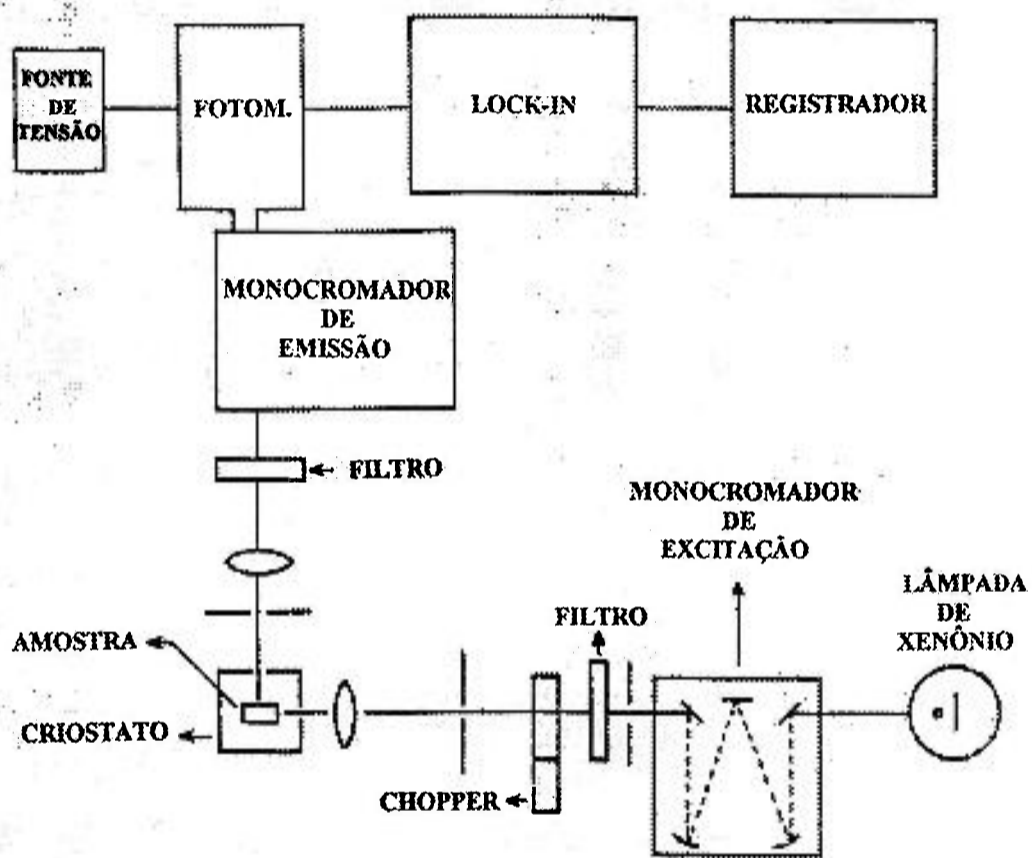 FONTE
DE
TENSÃO
FOTOM.
LOCK-IN
REGISTRADOR
MONOCROMADOR
DE
EMISSÃO
FILTRO
MONOCROMADOR
DE
EXCITAÇÃO
LÂMPADA
DE
XENÔNIO
FILTRO
AMOSTRA
CRIOSTATO
CHOPPER